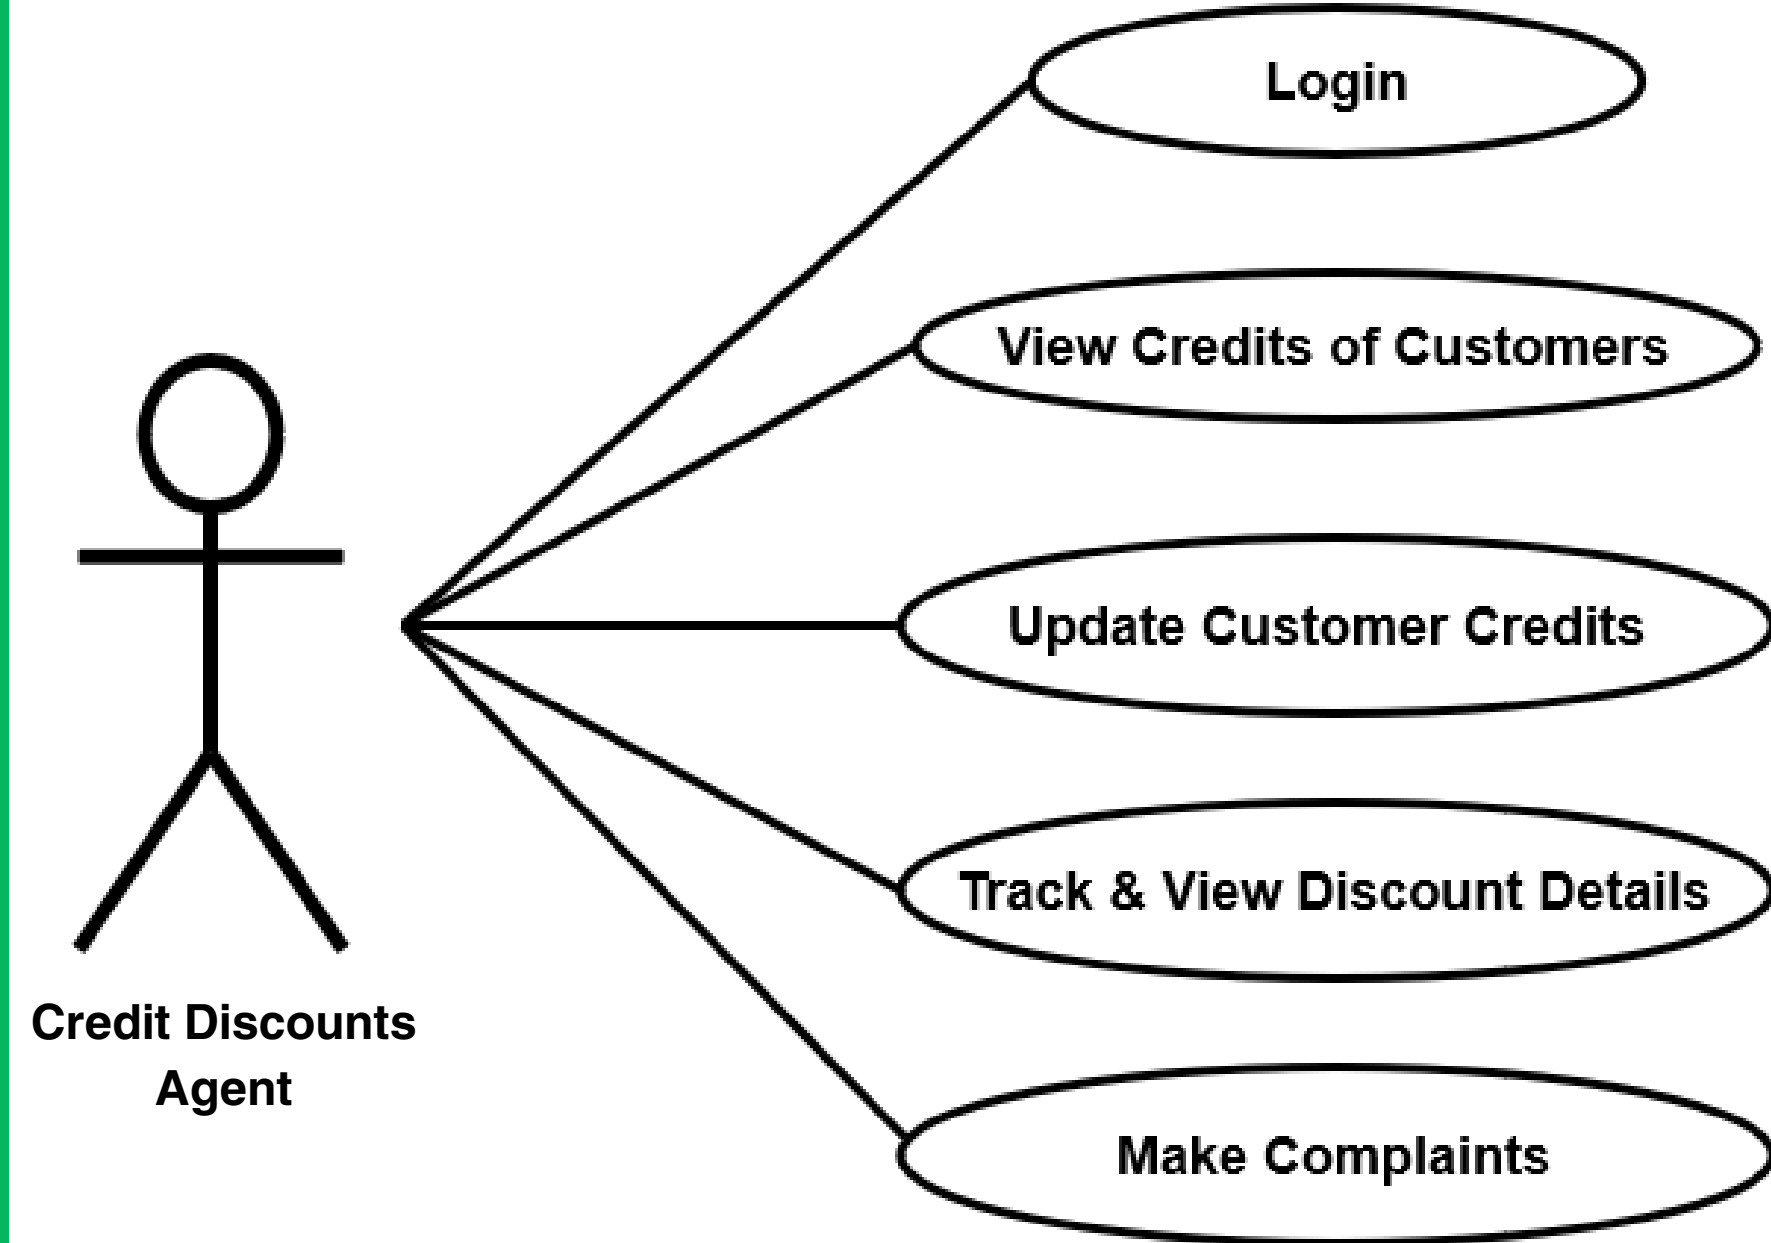 Login
View Credits of Customers
Update Customer Credits
Track & View Discount Details
Make Complaints
Credit Discounts
Agent